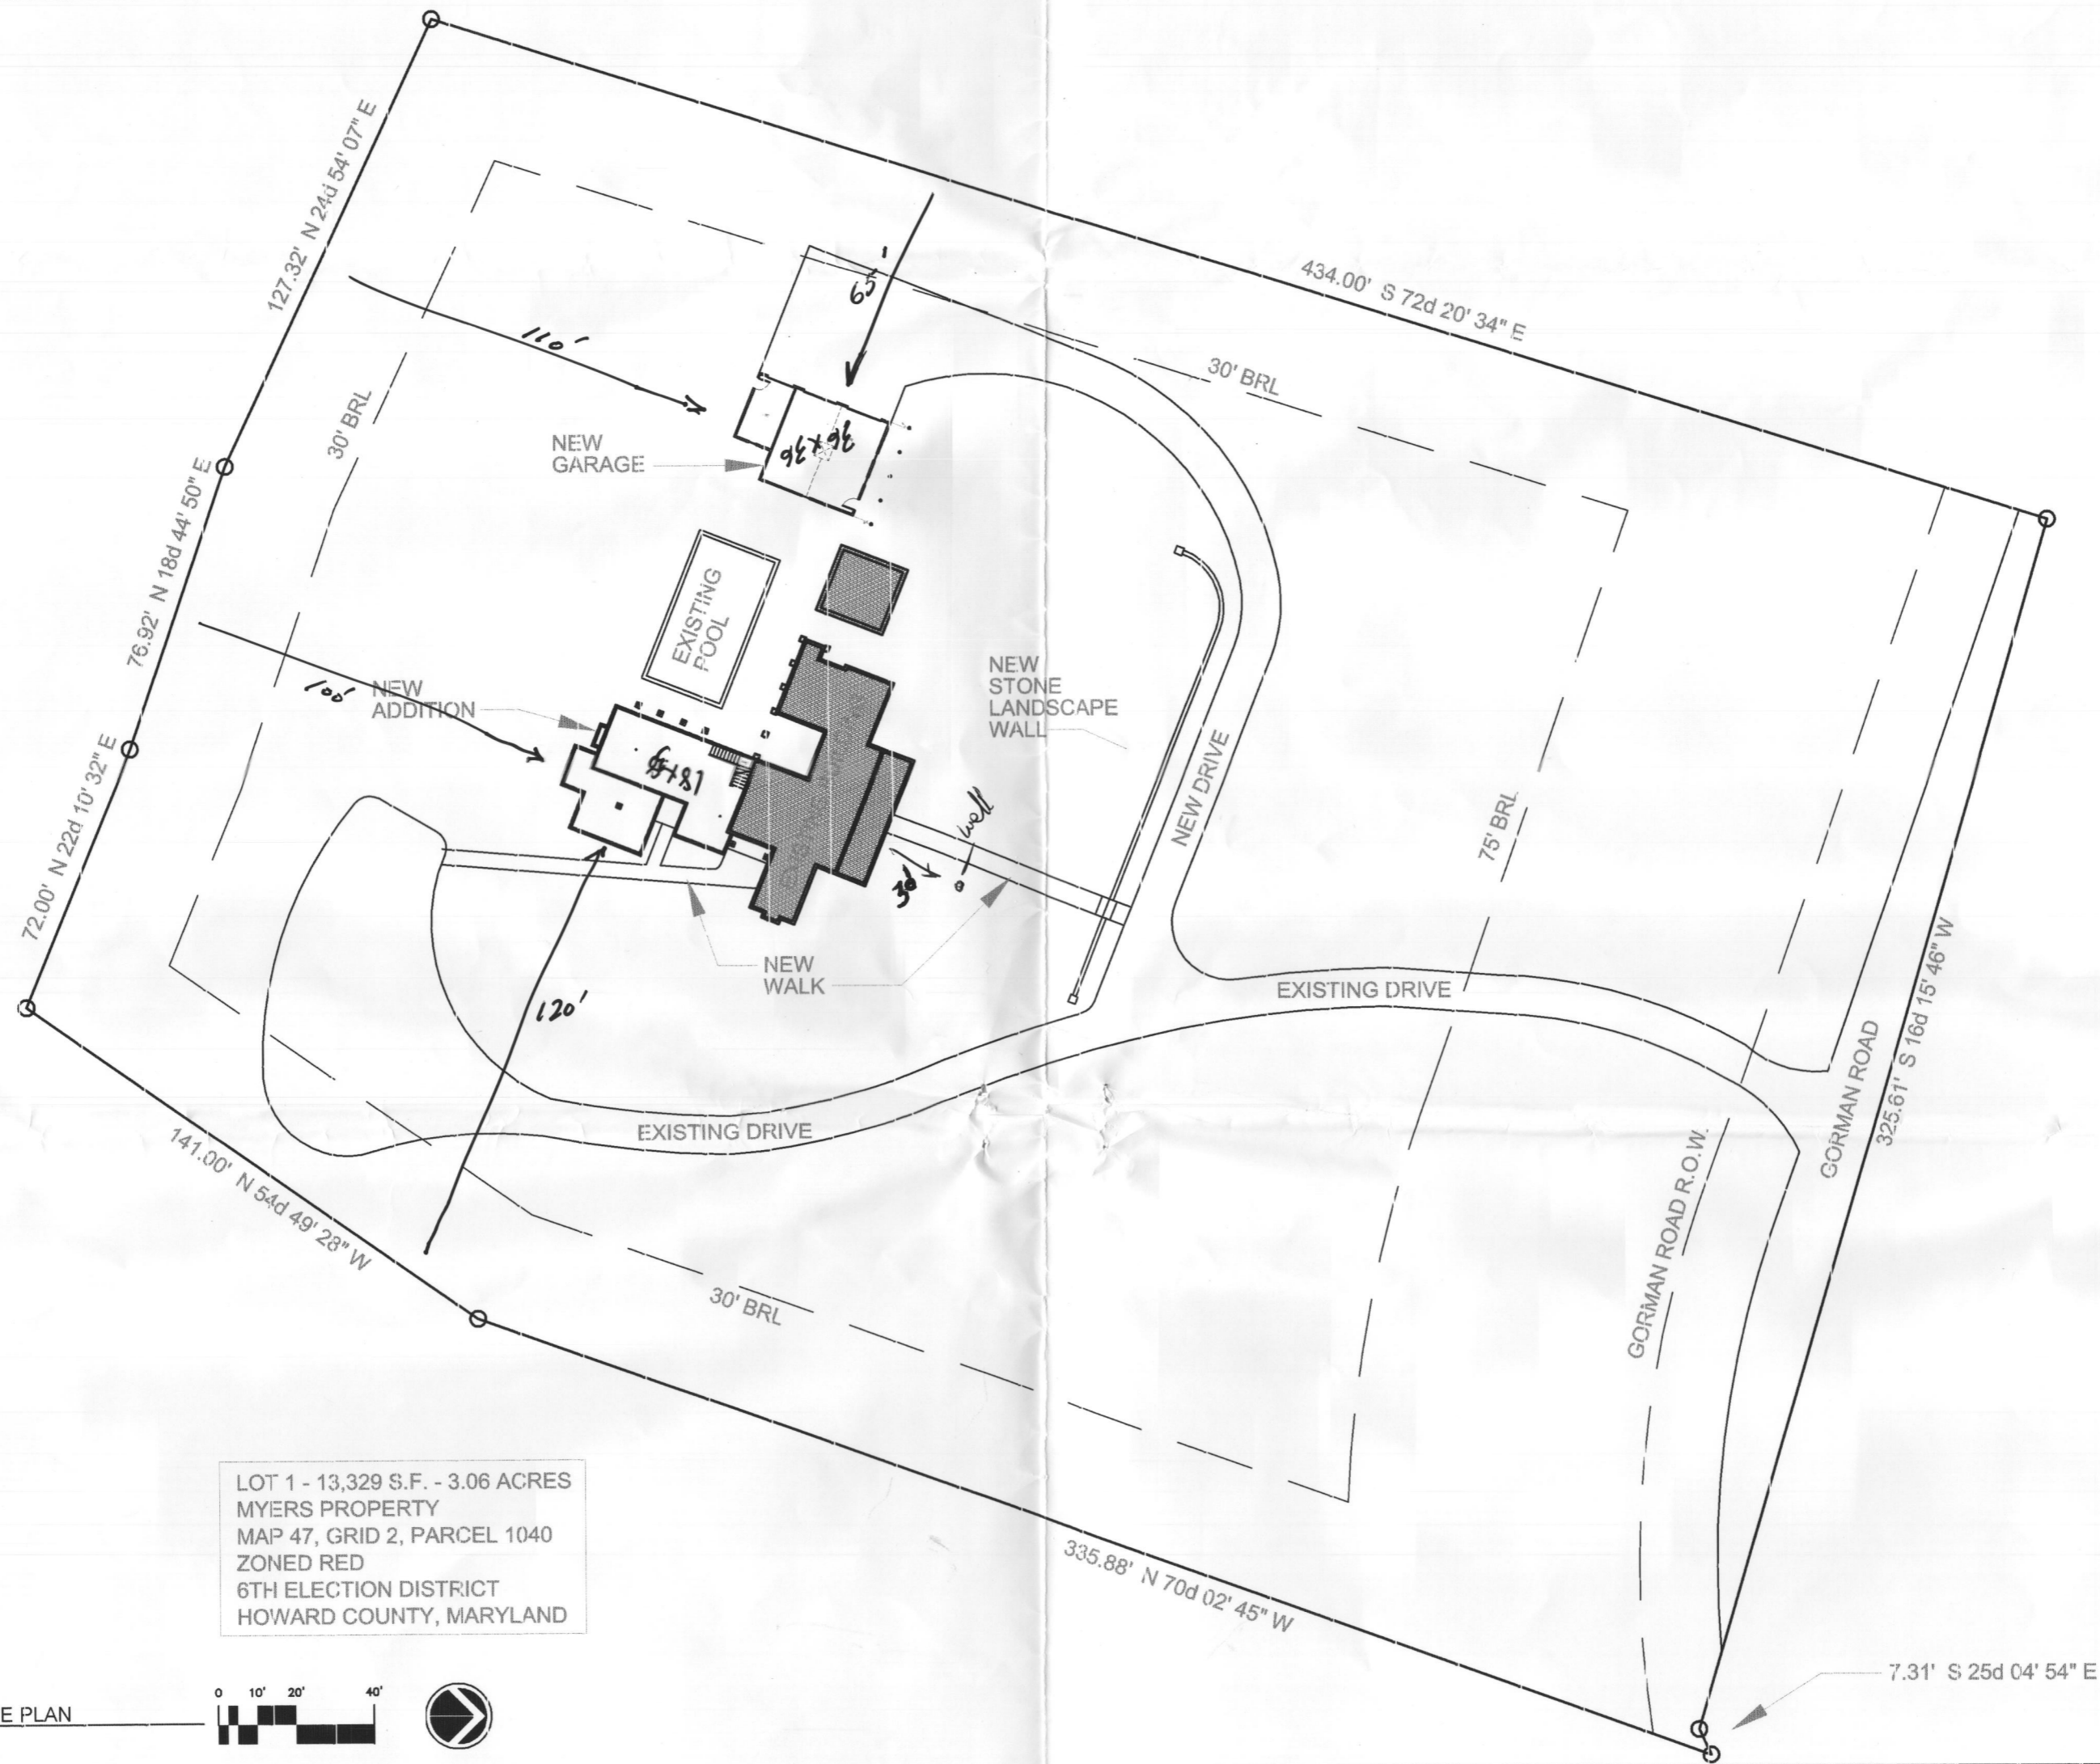 127.32' N 24d 54' 07" E
434.00' S 72d 20' 34" E
65'
110'
30' BRL
30' BRL
NEW
GARAGE
36 x 36
76.92' N 18d 44' 50" E
EXISTING
POOL
NEW
STONE
LANDSCAPE
WALL
100'
NEW
ADDITION
72.00' N 22d 10' 32" E
NEW DRIVE
75' BRL
well
30'
NEW
WALK
EXISTING DRIVE
120'
325.61' S 16d 15' 46" W
GORMAN ROAD
EXISTING DRIVE
141.00' N 54d 49' 28" W
GORMAN ROAD R.O.W.
30' BRL
335.88' N 70d 02' 45" W
LOT 1 - 13,329 S.F. - 3.06 ACRES
MYERS PROPERTY
MAP 47, GRID 2, PARCEL 1040
ZONED RED
6TH ELECTION DISTRICT
HOWARD COUNTY, MARYLAND
7.31' S 25d 04' 54" E
0 10' 20' 40'
E PLAN